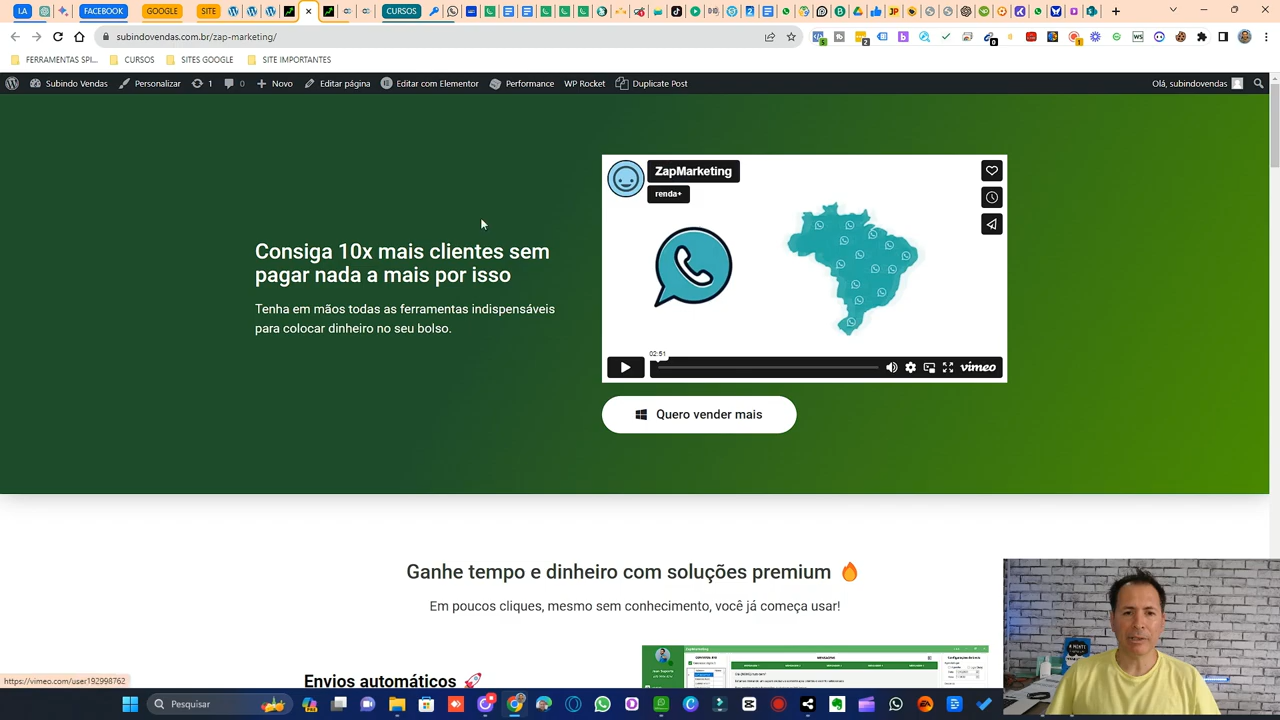 LA
FACEBOOK
GOOGLE
SITE
CURSOS
subindovendas.com.br/zap-marketing/
FERRAMENTAS SPI...
CURSOS
SITES GOOGLE
SITE IMPORTANTES
Subindo Vendas
Personalizar
1
0
Novo
Editar página
Editar com Elementor
Performance
WP Rocket
Duplicate Post
Olá, subindovendas
ZapMarketing
renda+
Consiga 10x mais clientes sem
pagar nada a mais por isso
Tenha em mãos todas as ferramentas indispensáveis
para colocar dinheiro no seu bolso.
02:51
vimeo
Quero vender mais
Ganhe tempo e dinheiro com soluções premium 🔥
Em poucos cliques, mesmo sem conhecimento, você já começa usar!
Envios automáticos 🚀
ZapMarketing
https://vimeo.com/user192998762
Pesquisar